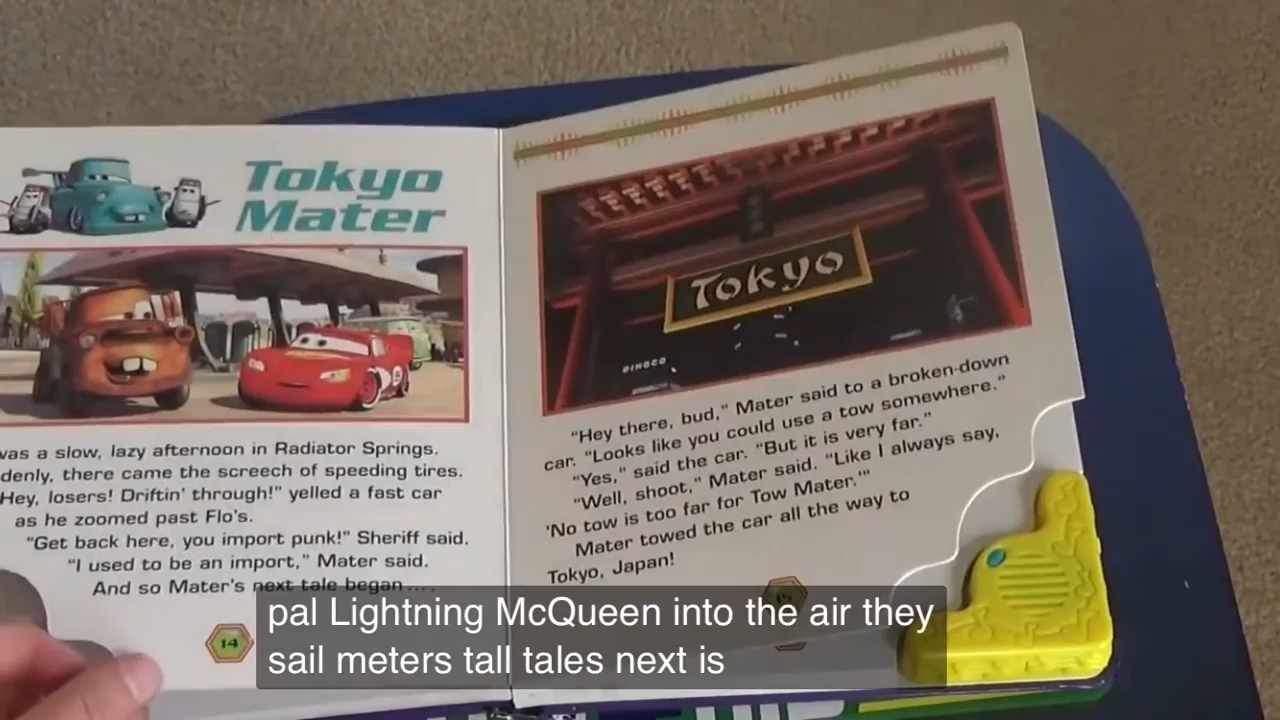 Tokyo
Mater
was a slow, lazy afternoon in Radiator Springs.
denly, there came the screech of speeding tires.
Hey, losers! Driftin' through!" yelled a fast car
as he zoomed past Flo's.
"Get back here, you import punk!" Sheriff said.
"I used to be an import," Mater said.
And so Mater's next tale began . . . .
14
Tokyo
DINOCO
"Hey there, bud," Mater said to a broken-down
car. "Looks like you could use a tow somewhere."
"Yes," said the car. "But it is very far."
"Well, shoot," Mater said. "Like I always say,
'No tow is too far for Tow Mater.'"
Mater towed the car all the way to
Tokyo, Japan!
15
pal Lightning McQueen into the air they
sail meters tall tales next is